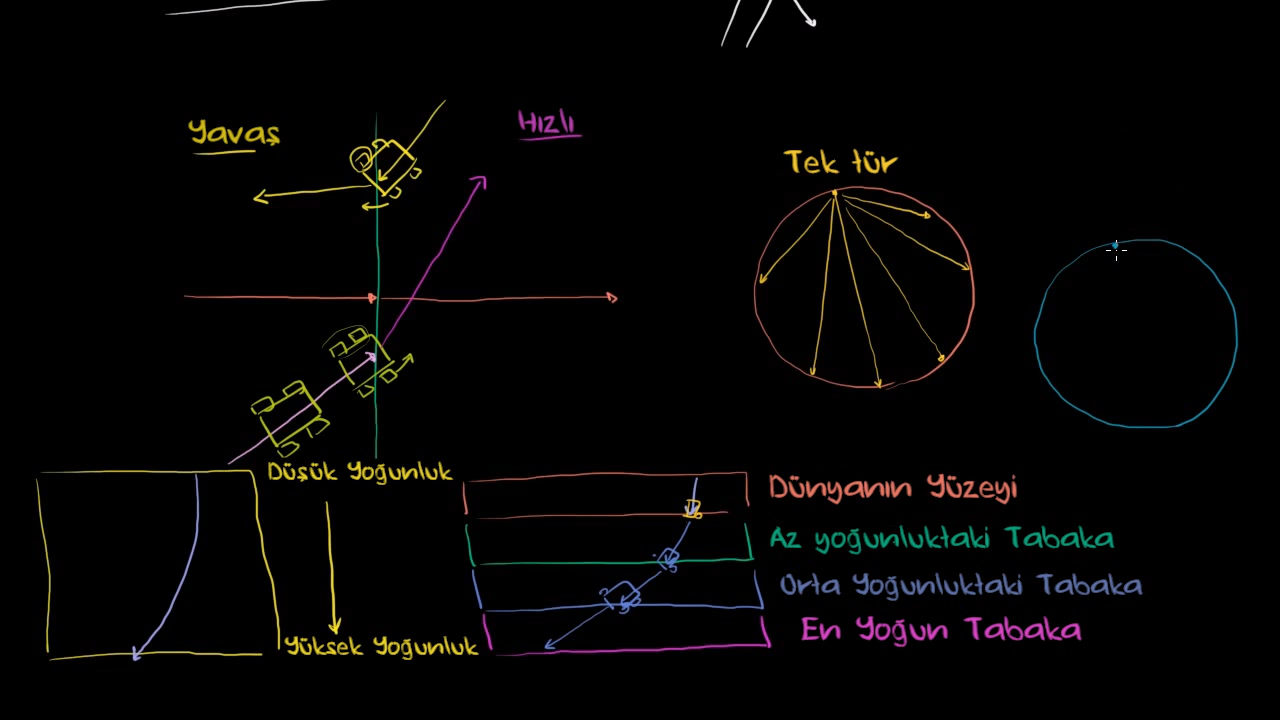 Yavaş
Hızlı
Tek tür
Düşük Yoğunluk
Yüksek Yoğunluk
Dünyanın Yüzeyi
Az yoğunluktaki Tabaka
Orta Yoğunluktaki Tabaka
En Yoğun Tabaka